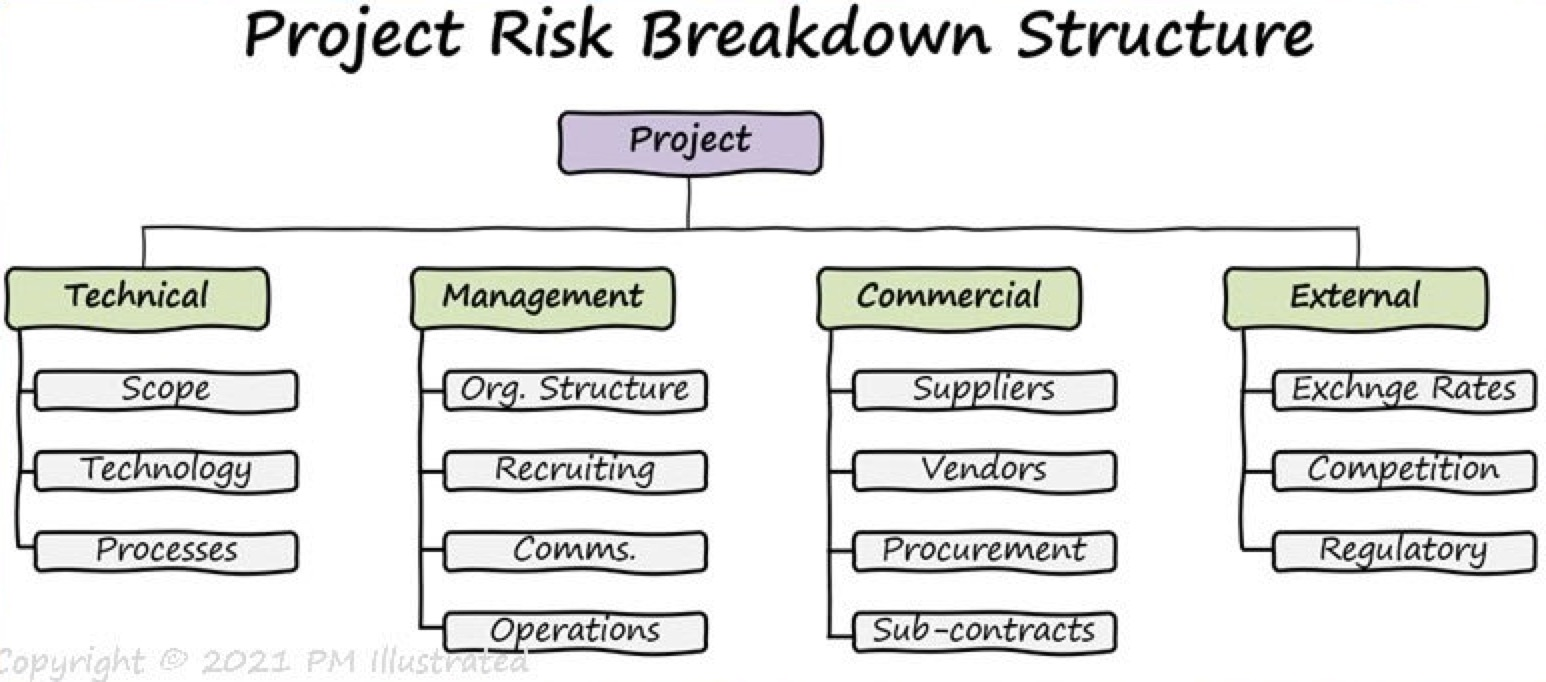 Project Risk Breakdown Structure
Project
Technical
Scope
Technology
Processes
Management
Org. Structure
Recruiting
Comms.
Operations
Commercial
Suppliers
Vendors
Procurement
Sub-contracts
External
Exchnge Rates
Competition
Regulatory
Copyright © 2021 PM Illustrated